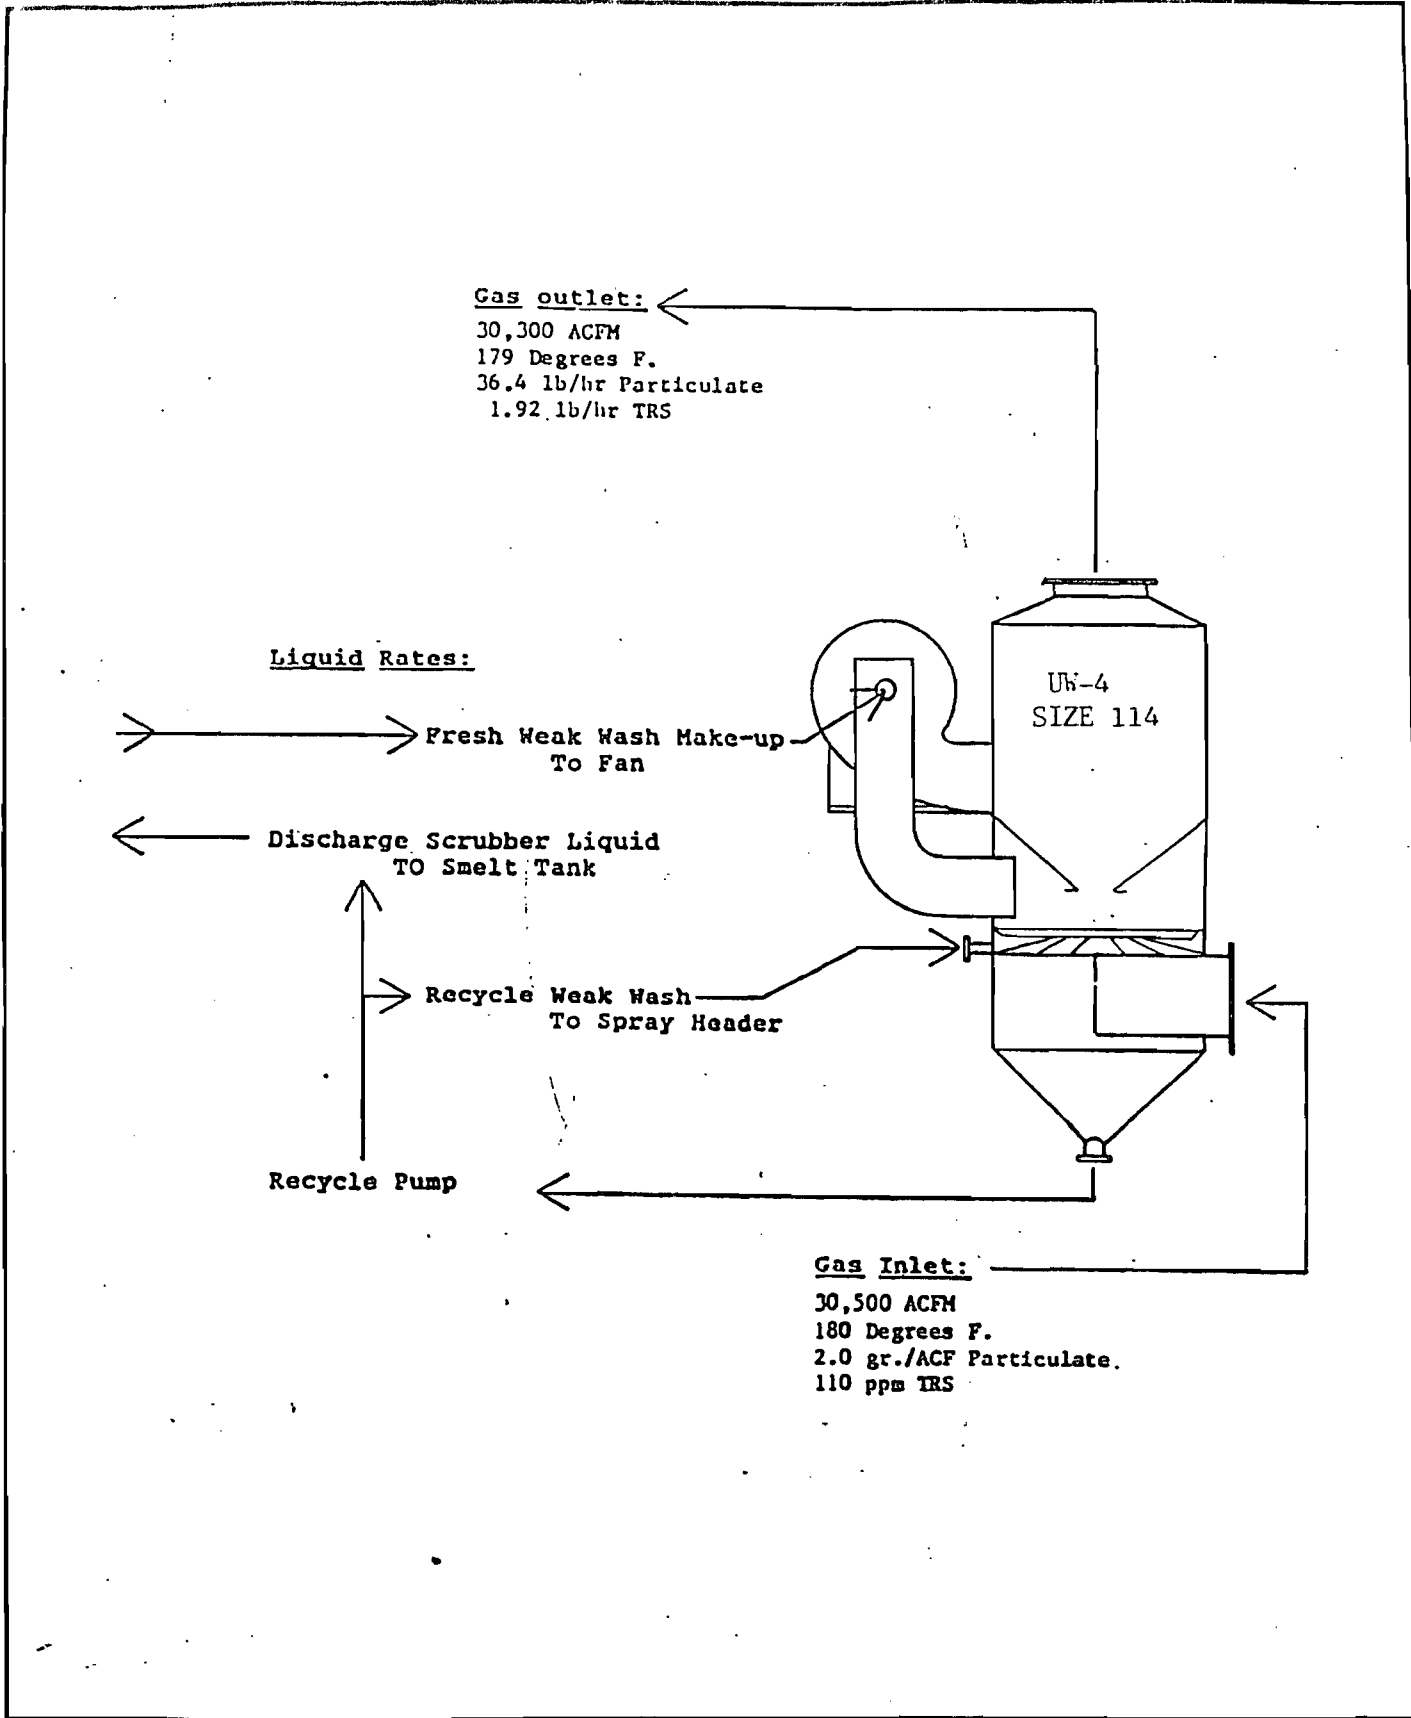 Gas outlet:
30,300 ACFM
179 Degrees F.
36.4 lb/hr Particulate
1.92 lb/hr TRS
UW-4
SIZE 114
Liquid Rates:
Fresh Weak Wash Make-up
To Fan
Discharge Scrubber Liquid
TO Smelt Tank
Recycle Weak Wash
To Spray Header
Recycle Pump
Gas Inlet:
30,500 ACFM
180 Degrees F.
2.0 gr./ACF Particulate.
110 ppm TRS